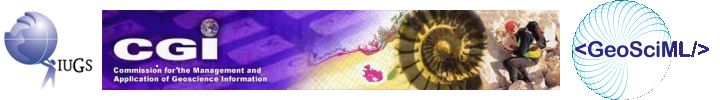 IUGS
CGI
Commission for the Management and
Application of Geoscience Information
<GeoSciML/>